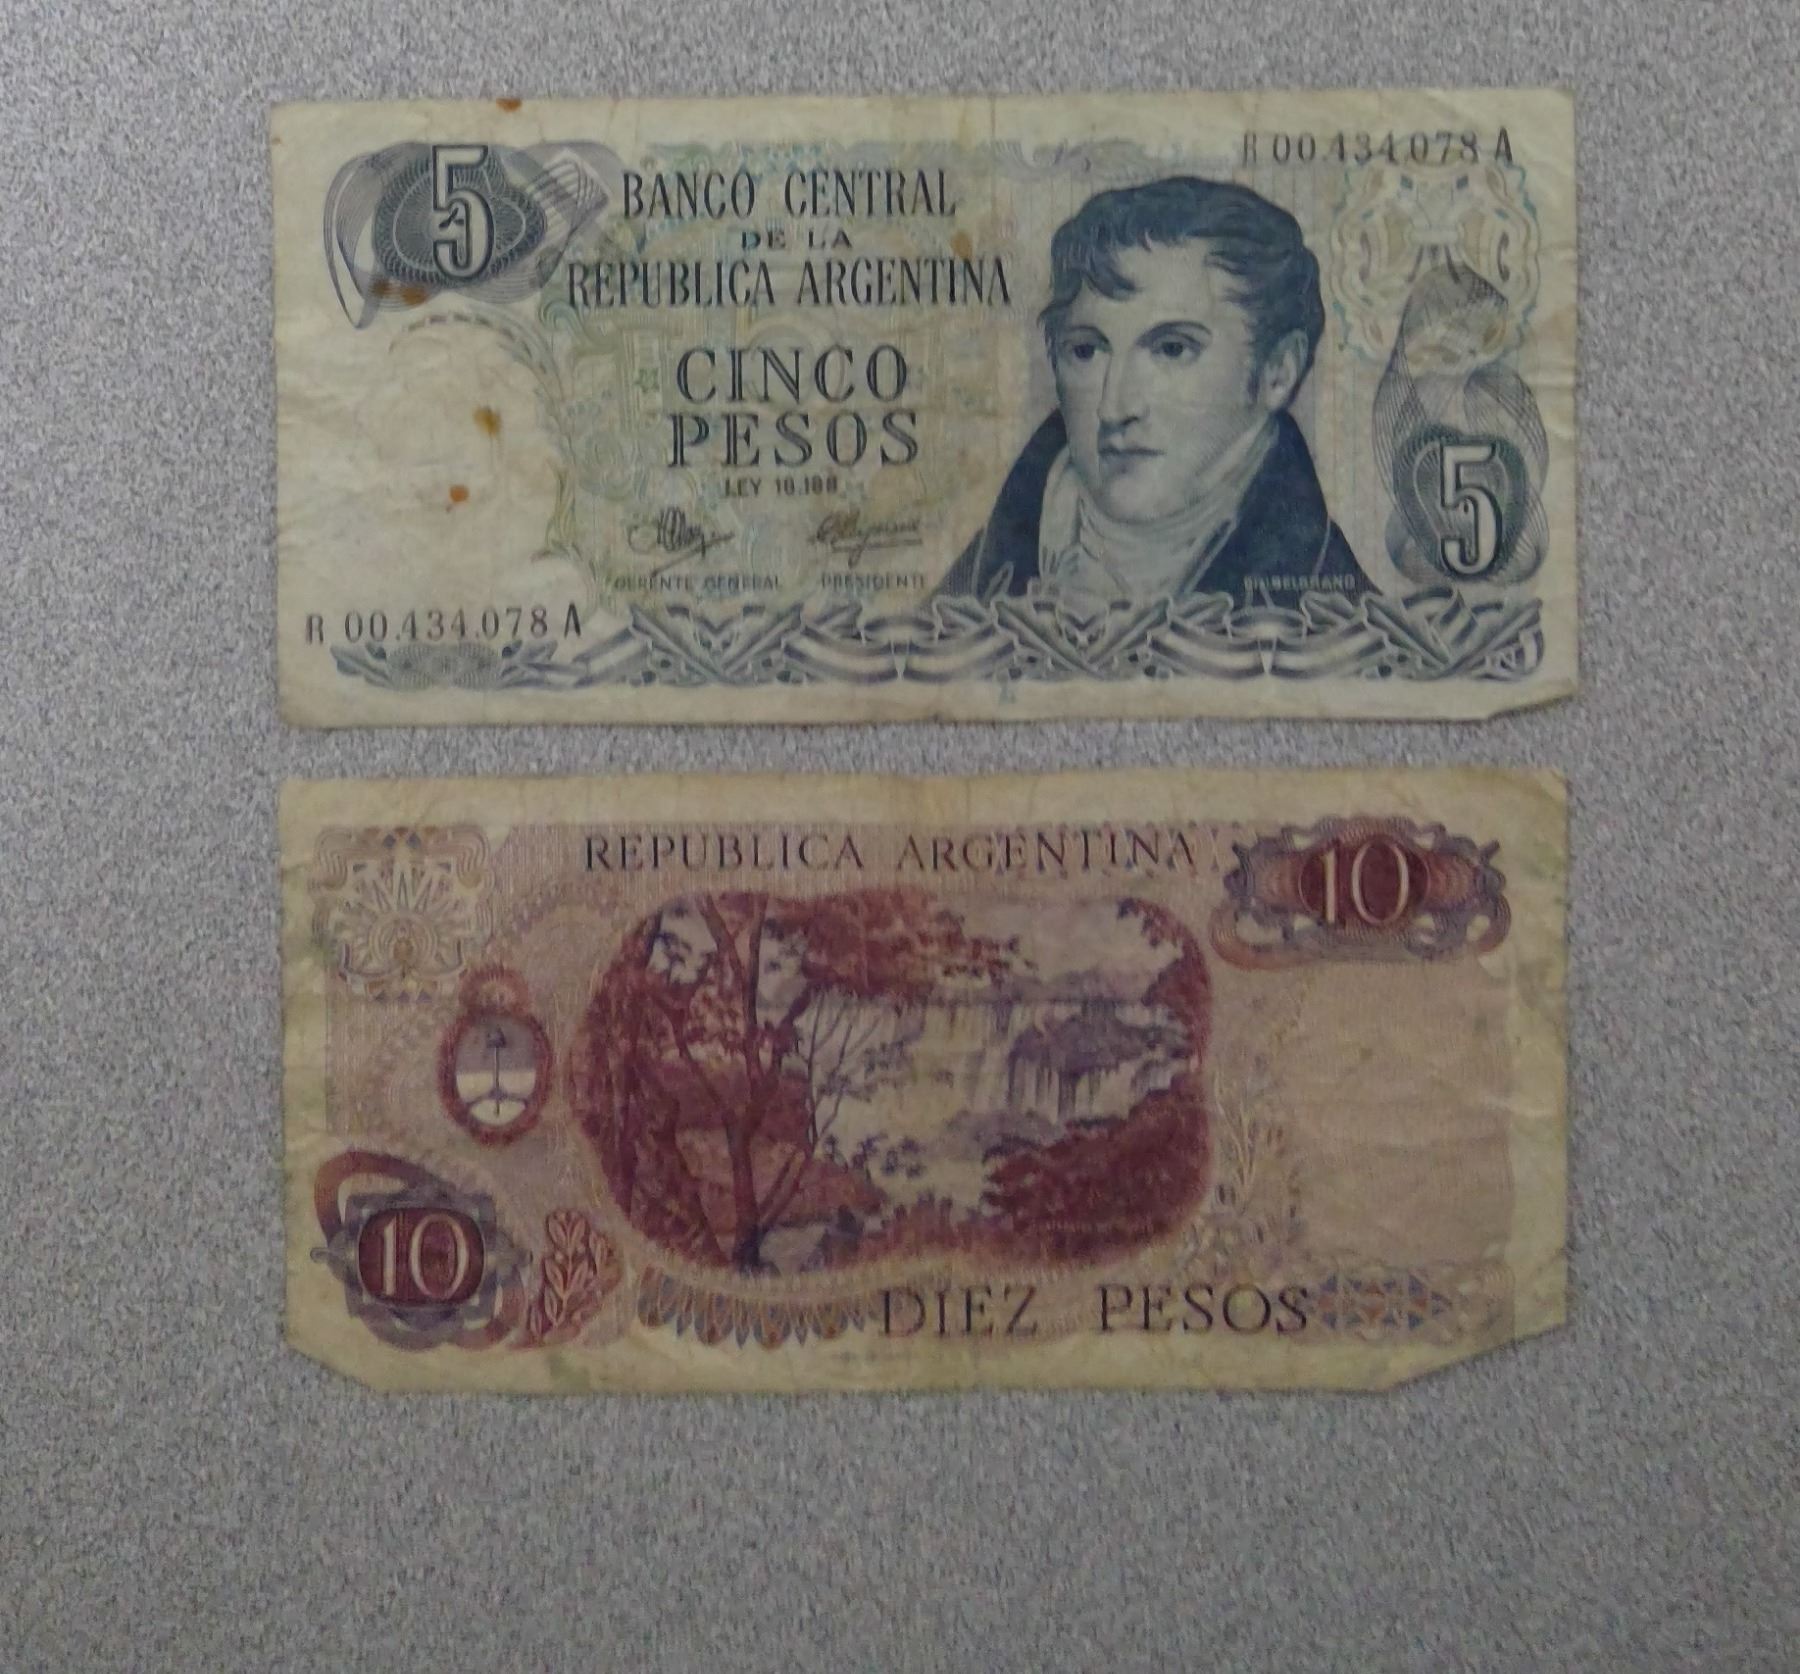 R 00.434.078 A
5
BANCO CENTRAL
DE LA
REPUBLICA ARGENTINA
CINCO
PESOS
LEY 18.188
GERENTE GENERAL PRESIDENTE
5
R 00.434.078 A
REPUBLICA ARGENTINA
10
10
DIEZ PESOS